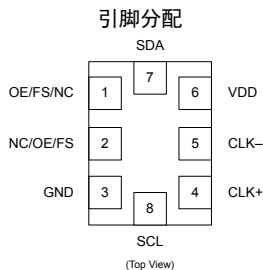 引脚分配
SDA
7
OE/FS/NC 1 6 VDD
NC/OE/FS 2 5 CLK–
GND 3 4 CLK+
8
SCL
(Top View)